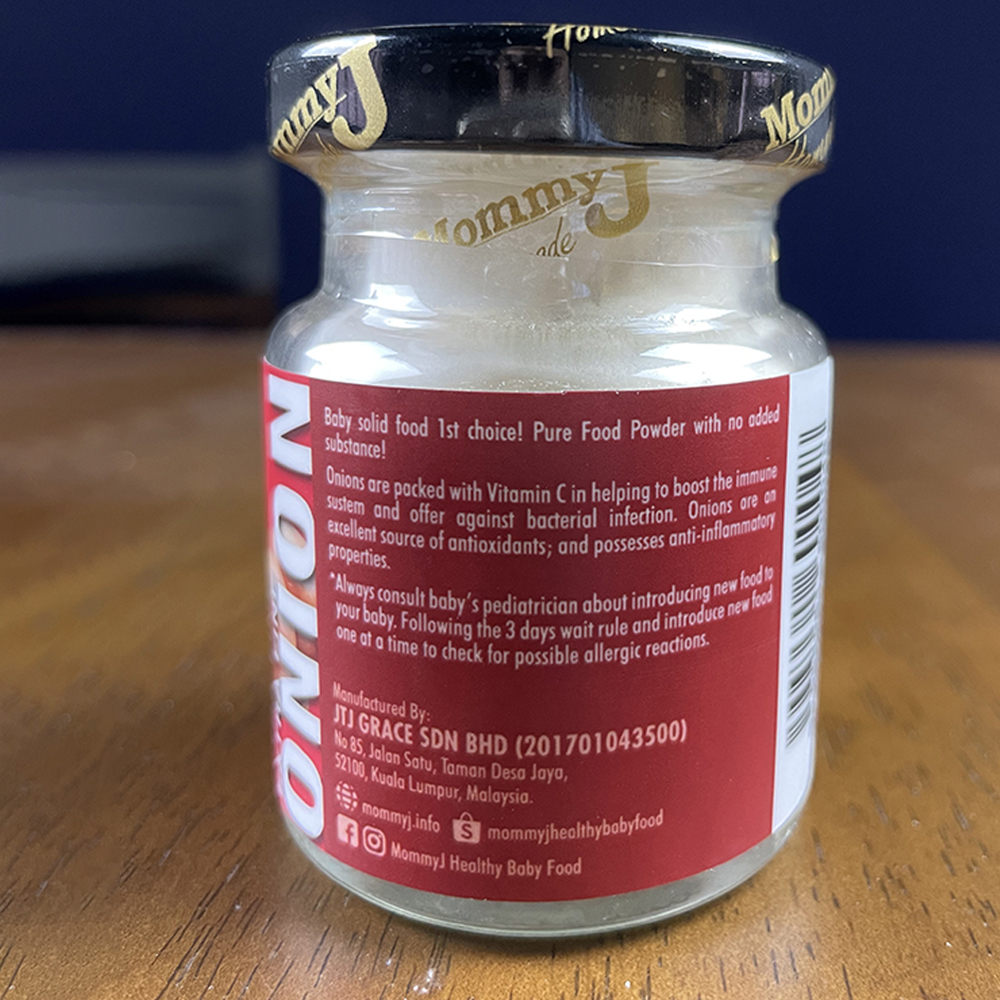 Home
mmyJ
Mom
MommyJ
ade
ONION
Baby solid food 1st choice! Pure Food Powder with no added
substance!
Onions are packed with Vitamin C in helping to boost the immune
sustem and offer against bacterial infection. Onions are an
excellent source of antioxidants; and possesses anti-inflammatory
properties.
*Always consult baby's pediatrician about introducing new food to
your baby. Following the 3 days wait rule and introduce new food
one at a time to check for possible allergic reactions.
Manufactured By:
JTJ GRACE SDN BHD (201701043500)
No 85, Jalan Satu, Taman Desa Jaya,
52100, Kuala Lumpur, Malaysia.
mommyj.info mommyjhealthybabyfood
MommyJ Healthy Baby Food